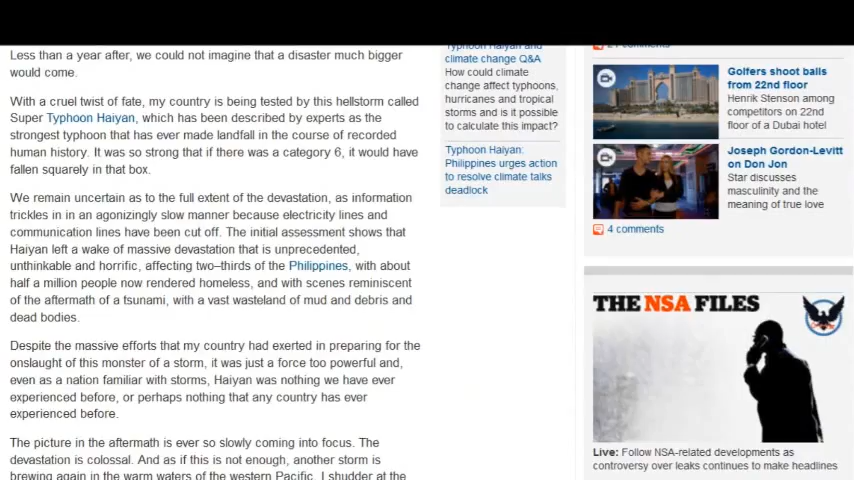 Less than a year after, we could not imagine that a disaster much bigger
would come.
With a cruel twist of fate, my country is being tested by this hellstorm called
Super Typhoon Haiyan, which has been described by experts as the
strongest typhoon that has ever made landfall in the course of recorded
human history. It was so strong that if there was a category 6, it would have
fallen squarely in that box.
We remain uncertain as to the full extent of the devastation, as information
trickles in in an agonizingly slow manner because electricity lines and
communication lines have been cut off. The initial assessment shows that
Haiyan left a wake of massive devastation that is unprecedented,
unthinkable and horrific, affecting two–thirds of the Philippines, with about
half a million people now rendered homeless, and with scenes reminiscent
of the aftermath of a tsunami, with a vast wasteland of mud and debris and
dead bodies.
Despite the massive efforts that my country had exerted in preparing for the
onslaught of this monster of a storm, it was just a force too powerful and,
even as a nation familiar with storms, Haiyan was nothing we have ever
experienced before, or perhaps nothing that any country has ever
experienced before.
The picture in the aftermath is ever so slowly coming into focus. The
devastation is colossal. And as if this is not enough, another storm is
brewing again in the warm waters of the western Pacific. I shudder at the
Typhoon Haiyan and
climate change Q&A
How could climate
change affect typhoons,
hurricanes and tropical
storms and is it possible
to calculate this impact?
Typhoon Haiyan:
Philippines urges action
to resolve climate talks
deadlock
comments
Golfers shoot balls
from 22nd floor
Henrik Stenson among
competitors on 22nd
floor of a Dubai hotel
Joseph Gordon-Levitt
on Don Jon
Star discusses
masculinity and the
meaning of true love
4 comments
THE NSA FILES
Live: Follow NSA-related developments as
controversy over leaks continues to make headlines